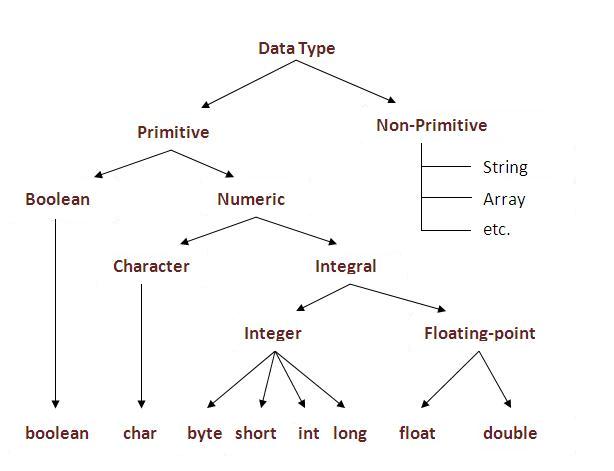 Data Type
Primitive
Non-Primitive
String
Boolean
Numeric
Array
etc.
Character
Integral
Integer
Floating-point
boolean char byte short int long float double